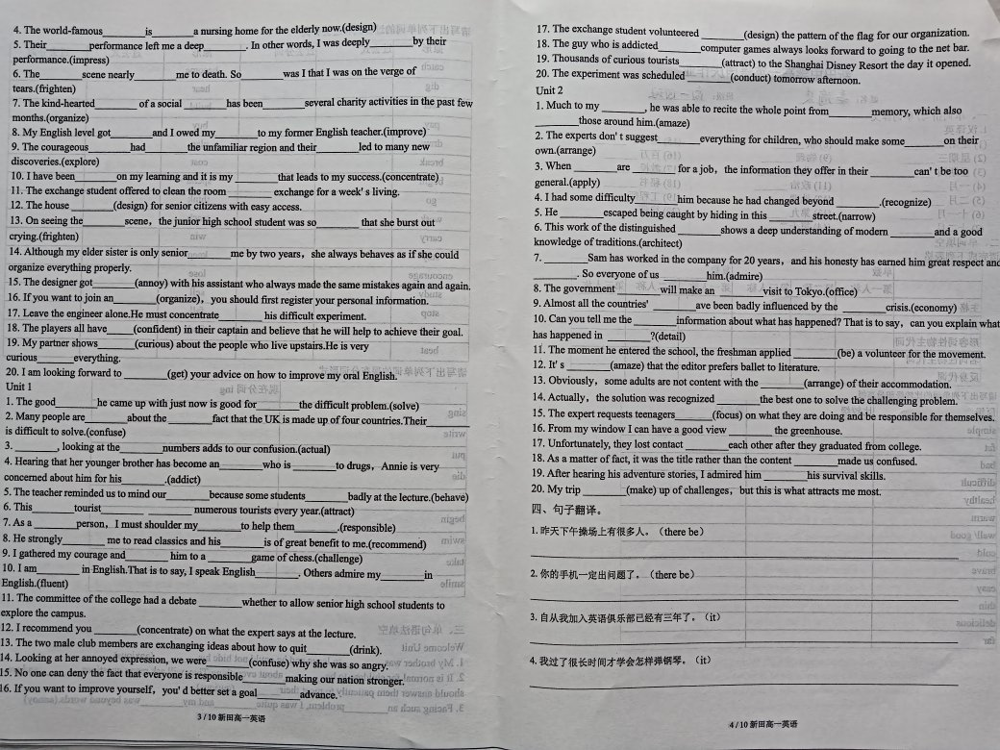 4. The world-famous________is________a nursing home for the elderly now.(design)
5. Their________performance left me a deep________. In other words, I was deeply________by their
performance.(impress)
6. The________scene nearly________me to death. So________was I that I was on the verge of
tears.(frighten)
7. The kind-hearted________of a social________has been________several charity activities in the past few
months.(organize)
8. My English level got________and I owed my________to my former English teacher.(improve)
9. The courageous________had________the unfamiliar region and their________led to many new
discoveries.(explore)
10. I have been________on my learning and it is my________that leads to my success.(concentrate)
11. The exchange student offered to clean the room________exchange for a week' s living.
12. The house________(design) for senior citizens with easy access.
13. On seeing the________scene，the junior high school student was so________that she burst out
crying.(frighten)
14. Although my elder sister is only senior________me by two years，she always behaves as if she could
organize everything properly.
15. The designer got________(annoy) with his assistant who always made the same mistakes again and again.
16. If you want to join an________(organize)，you should first register your personal information.
17. Leave the engineer alone.He must concentrate________his difficult experiment.
18. The players all have________(confident) in their captain and believe that he will help to achieve their goal.
19. My partner shows________(curious) about the people who live upstairs.He is very
curious________everything.
20. I am looking forward to________(get) your advice on how to improve my oral English.
Unit 1
1. The good________he came up with just now is good for________the difficult problem.(solve)
2. Many people are________about the________fact that the UK is made up of four countries.Their________
is difficult to solve.(confuse)
3. ________, looking at the________numbers adds to our confusion.(actual)
4. Hearing that her younger brother has become an________who is________to drugs，Annie is very
concerned about him for his________.(addict)
5. The teacher reminded us to mind our________because some students________badly at the lecture.(behave)
6. This________tourist________ ________numerous tourists every year.(attract)
7. As a________person，I must shoulder my________to help them________.(responsible)
8. He strongly________me to read classics and his________is of great benefit to me.(recommend)
9. I gathered my courage and________him to a________game of chess.(challenge)
10. I am________in English.That is to say, I speak English________. Others admire my________in
English.(fluent)
11. The committee of the college had a debate________whether to allow senior high school students to
explore the campus.
12. I recommend you________(concentrate) on what the expert says at the lecture.
13. The two male club members are exchanging ideas about how to quit________(drink).
14. Looking at her annoyed expression, we were________(confuse) why she was so angry.
15. No one can deny the fact that everyone is responsible________making our nation stronger.
16. If you want to improve yourself，you' d better set a goal________advance.
3 / 10 新田高一英语
17. The exchange student volunteered________(design) the pattern of the flag for our organization.
18. The guy who is addicted________computer games always looks forward to going to the net bar.
19. Thousands of curious tourists________(attract) to the Shanghai Disney Resort the day it opened.
20. The experiment was scheduled________(conduct) tomorrow afternoon.
Unit 2
1. Much to my________, he was able to recite the whole point from________memory, which also
________those around him.(amaze)
2. The experts don' t suggest________everything for children, who should make some________on their
own.(arrange)
3. When________are________for a job，the information they offer in their________can' t be too
general.(apply)
4. I had some difficulty________him because he had changed beyond________.(recognize)
5. He________escaped being caught by hiding in this________street.(narrow)
6. This work of the distinguished________shows a deep understanding of modern________and a good
knowledge of traditions.(architect)
7. ________Sam has worked in the company for 20 years，and his honesty has earned him great respect and
________. So everyone of us________him.(admire)
8. The government________will make an________visit to Tokyo.(office)
9. Almost all the countries'________ave been badly influenced by the________crisis.(economy)
10. Can you tell me the________information about what has happened? That is to say，can you explain what
has happened in________?(detail)
11. The moment he entered the school, the freshman applied________(be) a volunteer for the movement.
12. It' s________(amaze) that the editor prefers ballet to literature.
13. Obviously，some adults are not content with the________(arrange) of their accommodation.
14. Actually，the solution was recognized________the best one to solve the challenging problem.
15. The expert requests teenagers________(focus) on what they are doing and be responsible for themselves.
16. From my window I can have a good view________the greenhouse.
17. Unfortunately, they lost contact________each other after they graduated from college.
18. As a matter of fact, it was the title rather than the content________made us confused.
19. After hearing his adventure stories, I admired him________his survival skills.
20. My trip________(make) up of challenges，but this is what attracts me most.
四、句子翻译。
1. 昨天下午操场上有很多人。（there be）
2. 你的手机一定出问题了。（there be）
3. 自从我加入英语俱乐部已经有三年了。（it）
4. 我过了很长时间才学会怎样弹钢琴。（it）
4 / 10 新田高一英语